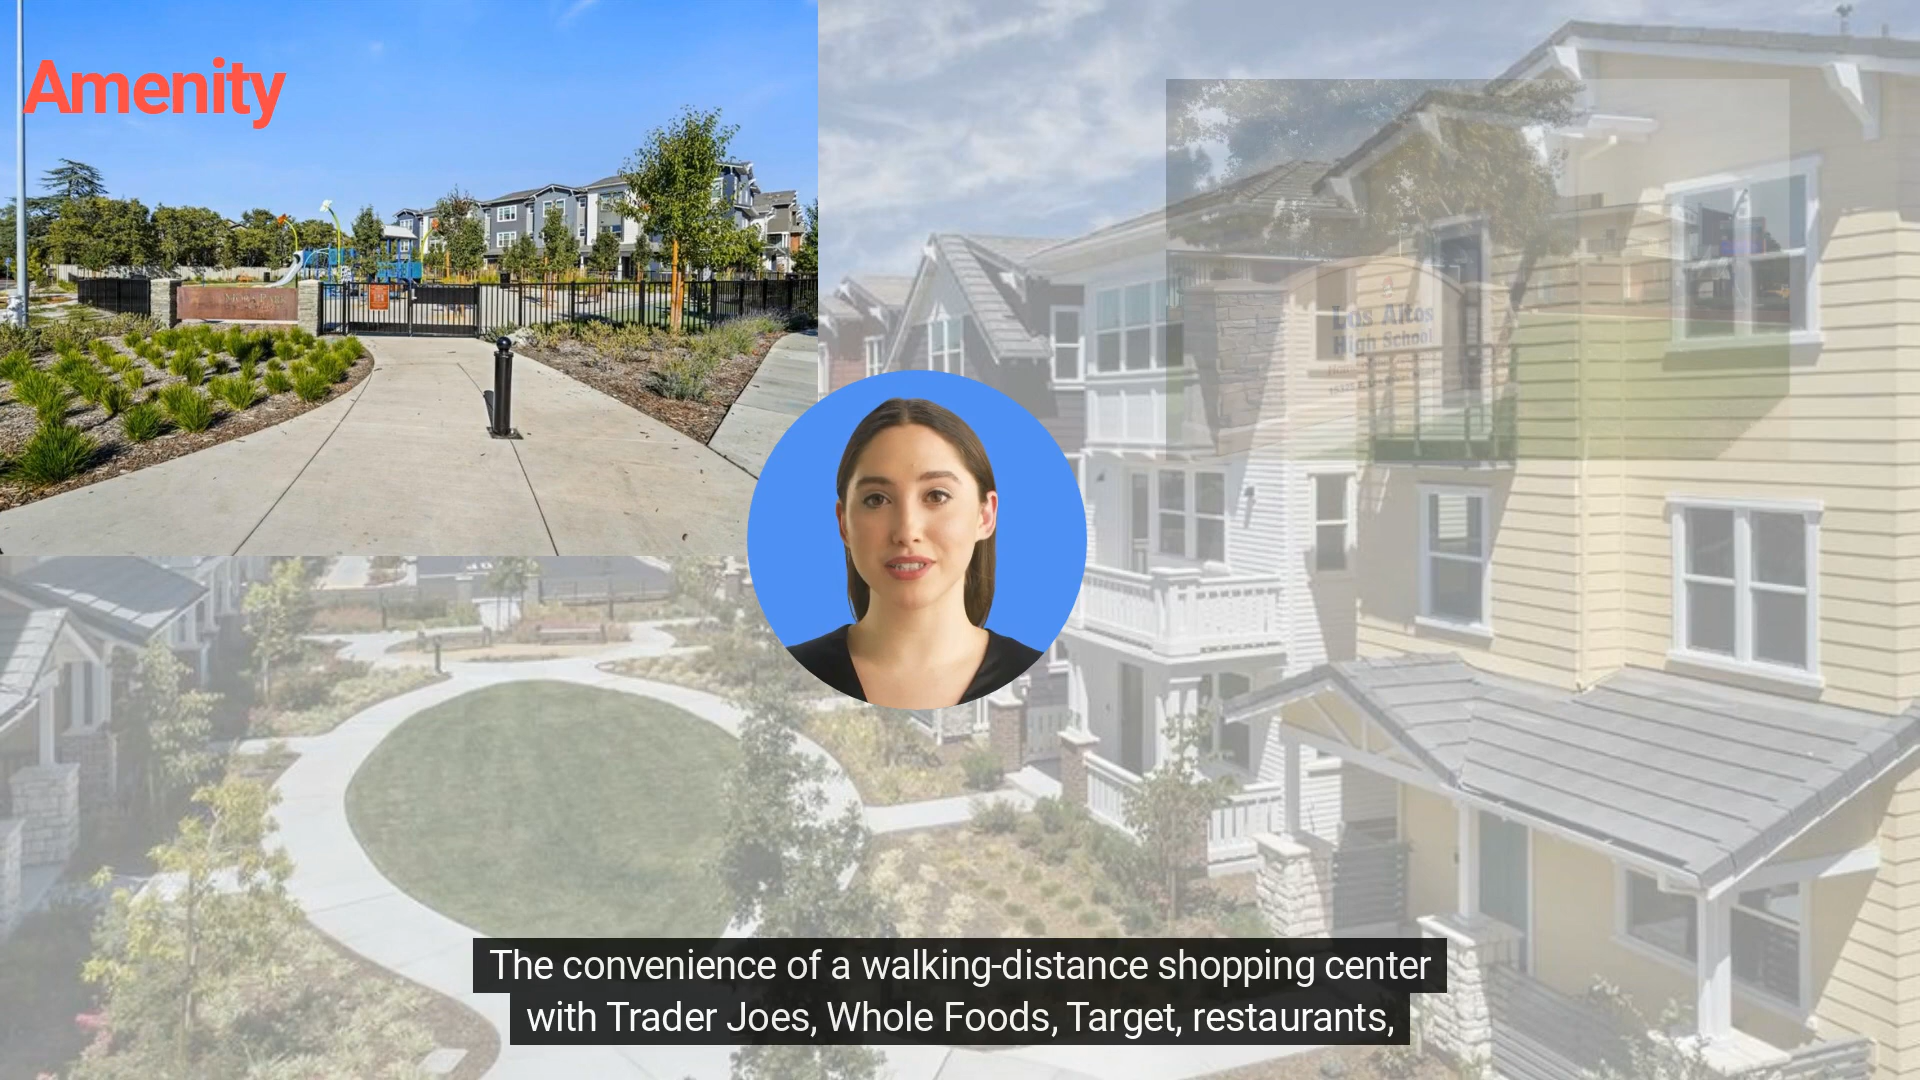 Amenity
Los Altos
High School
The convenience of a walking-distance shopping center
with Trader Joes, Whole Foods, Target, restaurants,